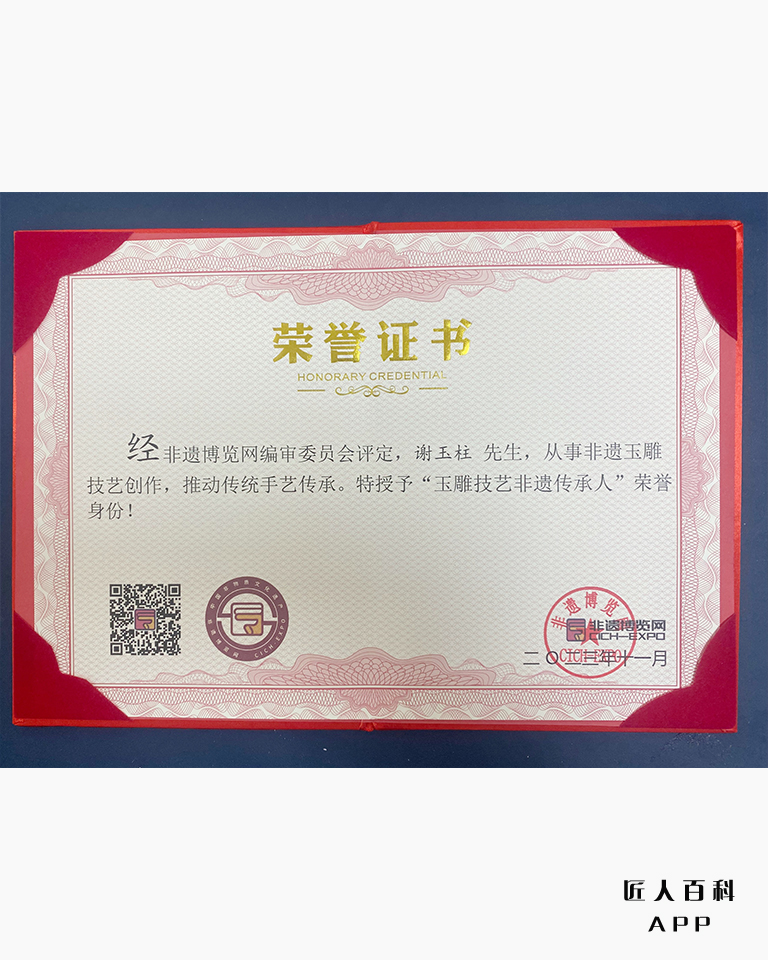 荣誉证书
HONORARY CREDENTIAL
经非遗博览网编审委员会评定，谢玉柱 先生，从事非遗玉雕
技艺创作，推动传统手艺传承。特授予“玉雕技艺非遗传承人”荣誉
身份！
CICH EXPO
非遗博览
非遗博览网
CICH-EXPO
CICH-EXPO
二〇二三年十一月
匠人百科
APP